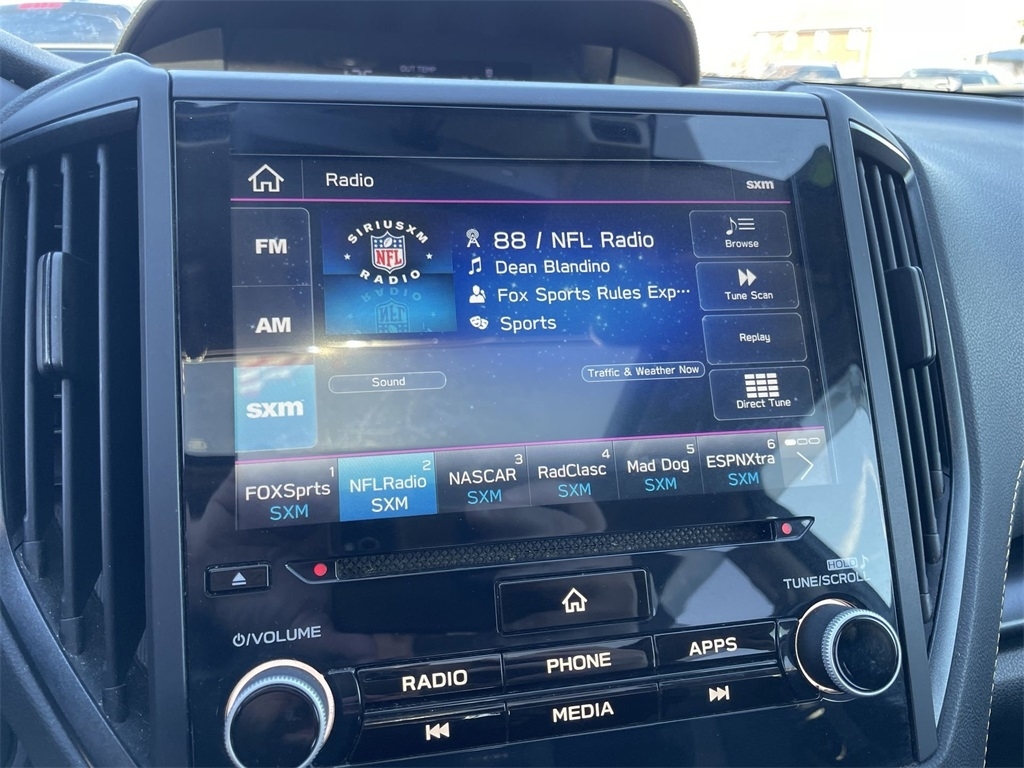 OUT TEMP
Radio
sxm
FM
AM
sxm
SIRIUSXM
NFL
RADIO
88 / NFL Radio
Dean Blandino
Fox Sports Rules Exp...
Sports
Browse
Tune Scan
Replay
Direct Tune
Sound
Traffic & Weather Now
1
FOXSprts
SXM
2
NFLRadio
SXM
3
NASCAR
SXM
4
RadClasc
SXM
5
Mad Dog
SXM
6
ESPNXtra
SXM
HOLD
TUNE/SCROLL
/VOLUME
RADIO
PHONE
APPS
MEDIA